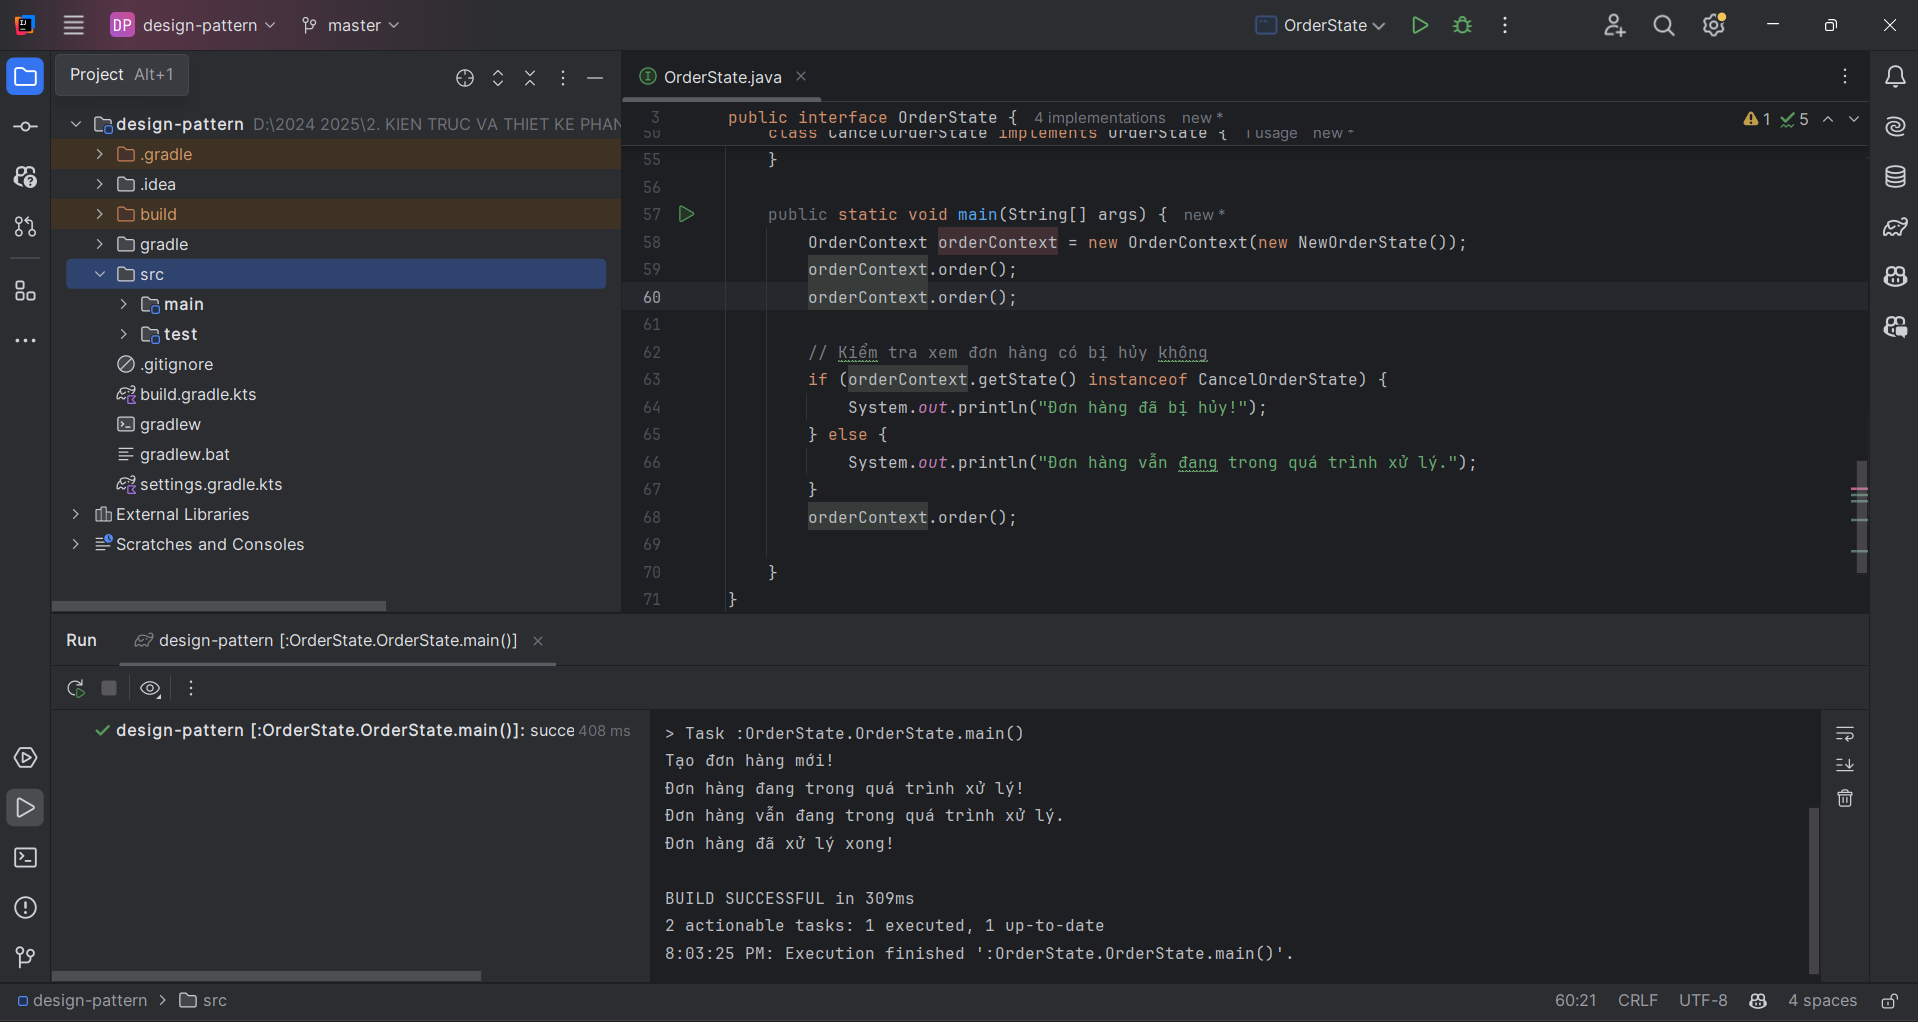 DP design-pattern master OrderState
Project Alt+1
design-pattern D:\2024 2025\2. KIEN TRUC VA THIET KE PHAN
.gradle
.idea
build
gradle
src
main
test
.gitignore
build.gradle.kts
gradlew
gradlew.bat
settings.gradle.kts
External Libraries
Scratches and Consoles
OrderState.java
3 public interface OrderState { 4 implementations new *
1 5
50 class CancelOrderState implements OrderState { 1 usage new *
55 }
56
57 public static void main(String[] args) { new *
58 OrderContext orderContext = new OrderContext(new NewOrderState());
59 orderContext.order();
60 orderContext.order();
61
62 // Kiểm tra xem đơn hàng có bị hủy không
63 if (orderContext.getState() instanceof CancelOrderState) {
64 System.out.println("Đơn hàng đã bị hủy!");
65 } else {
66 System.out.println("Đơn hàng vẫn đang trong quá trình xử lý.");
67 }
68 orderContext.order();
69
70 }
71 }
Run design-pattern [:OrderState.OrderState.main()]
design-pattern [:OrderState.OrderState.main()]: succe 408 ms
> Task :OrderState.OrderState.main()
Tạo đơn hàng mới!
Đơn hàng đang trong quá trình xử lý!
Đơn hàng vẫn đang trong quá trình xử lý.
Đơn hàng đã xử lý xong!
BUILD SUCCESSFUL in 309ms
2 actionable tasks: 1 executed, 1 up-to-date
8:03:25 PM: Execution finished ':OrderState.OrderState.main()'.
design-pattern > src
60:21 CRLF UTF-8 4 spaces